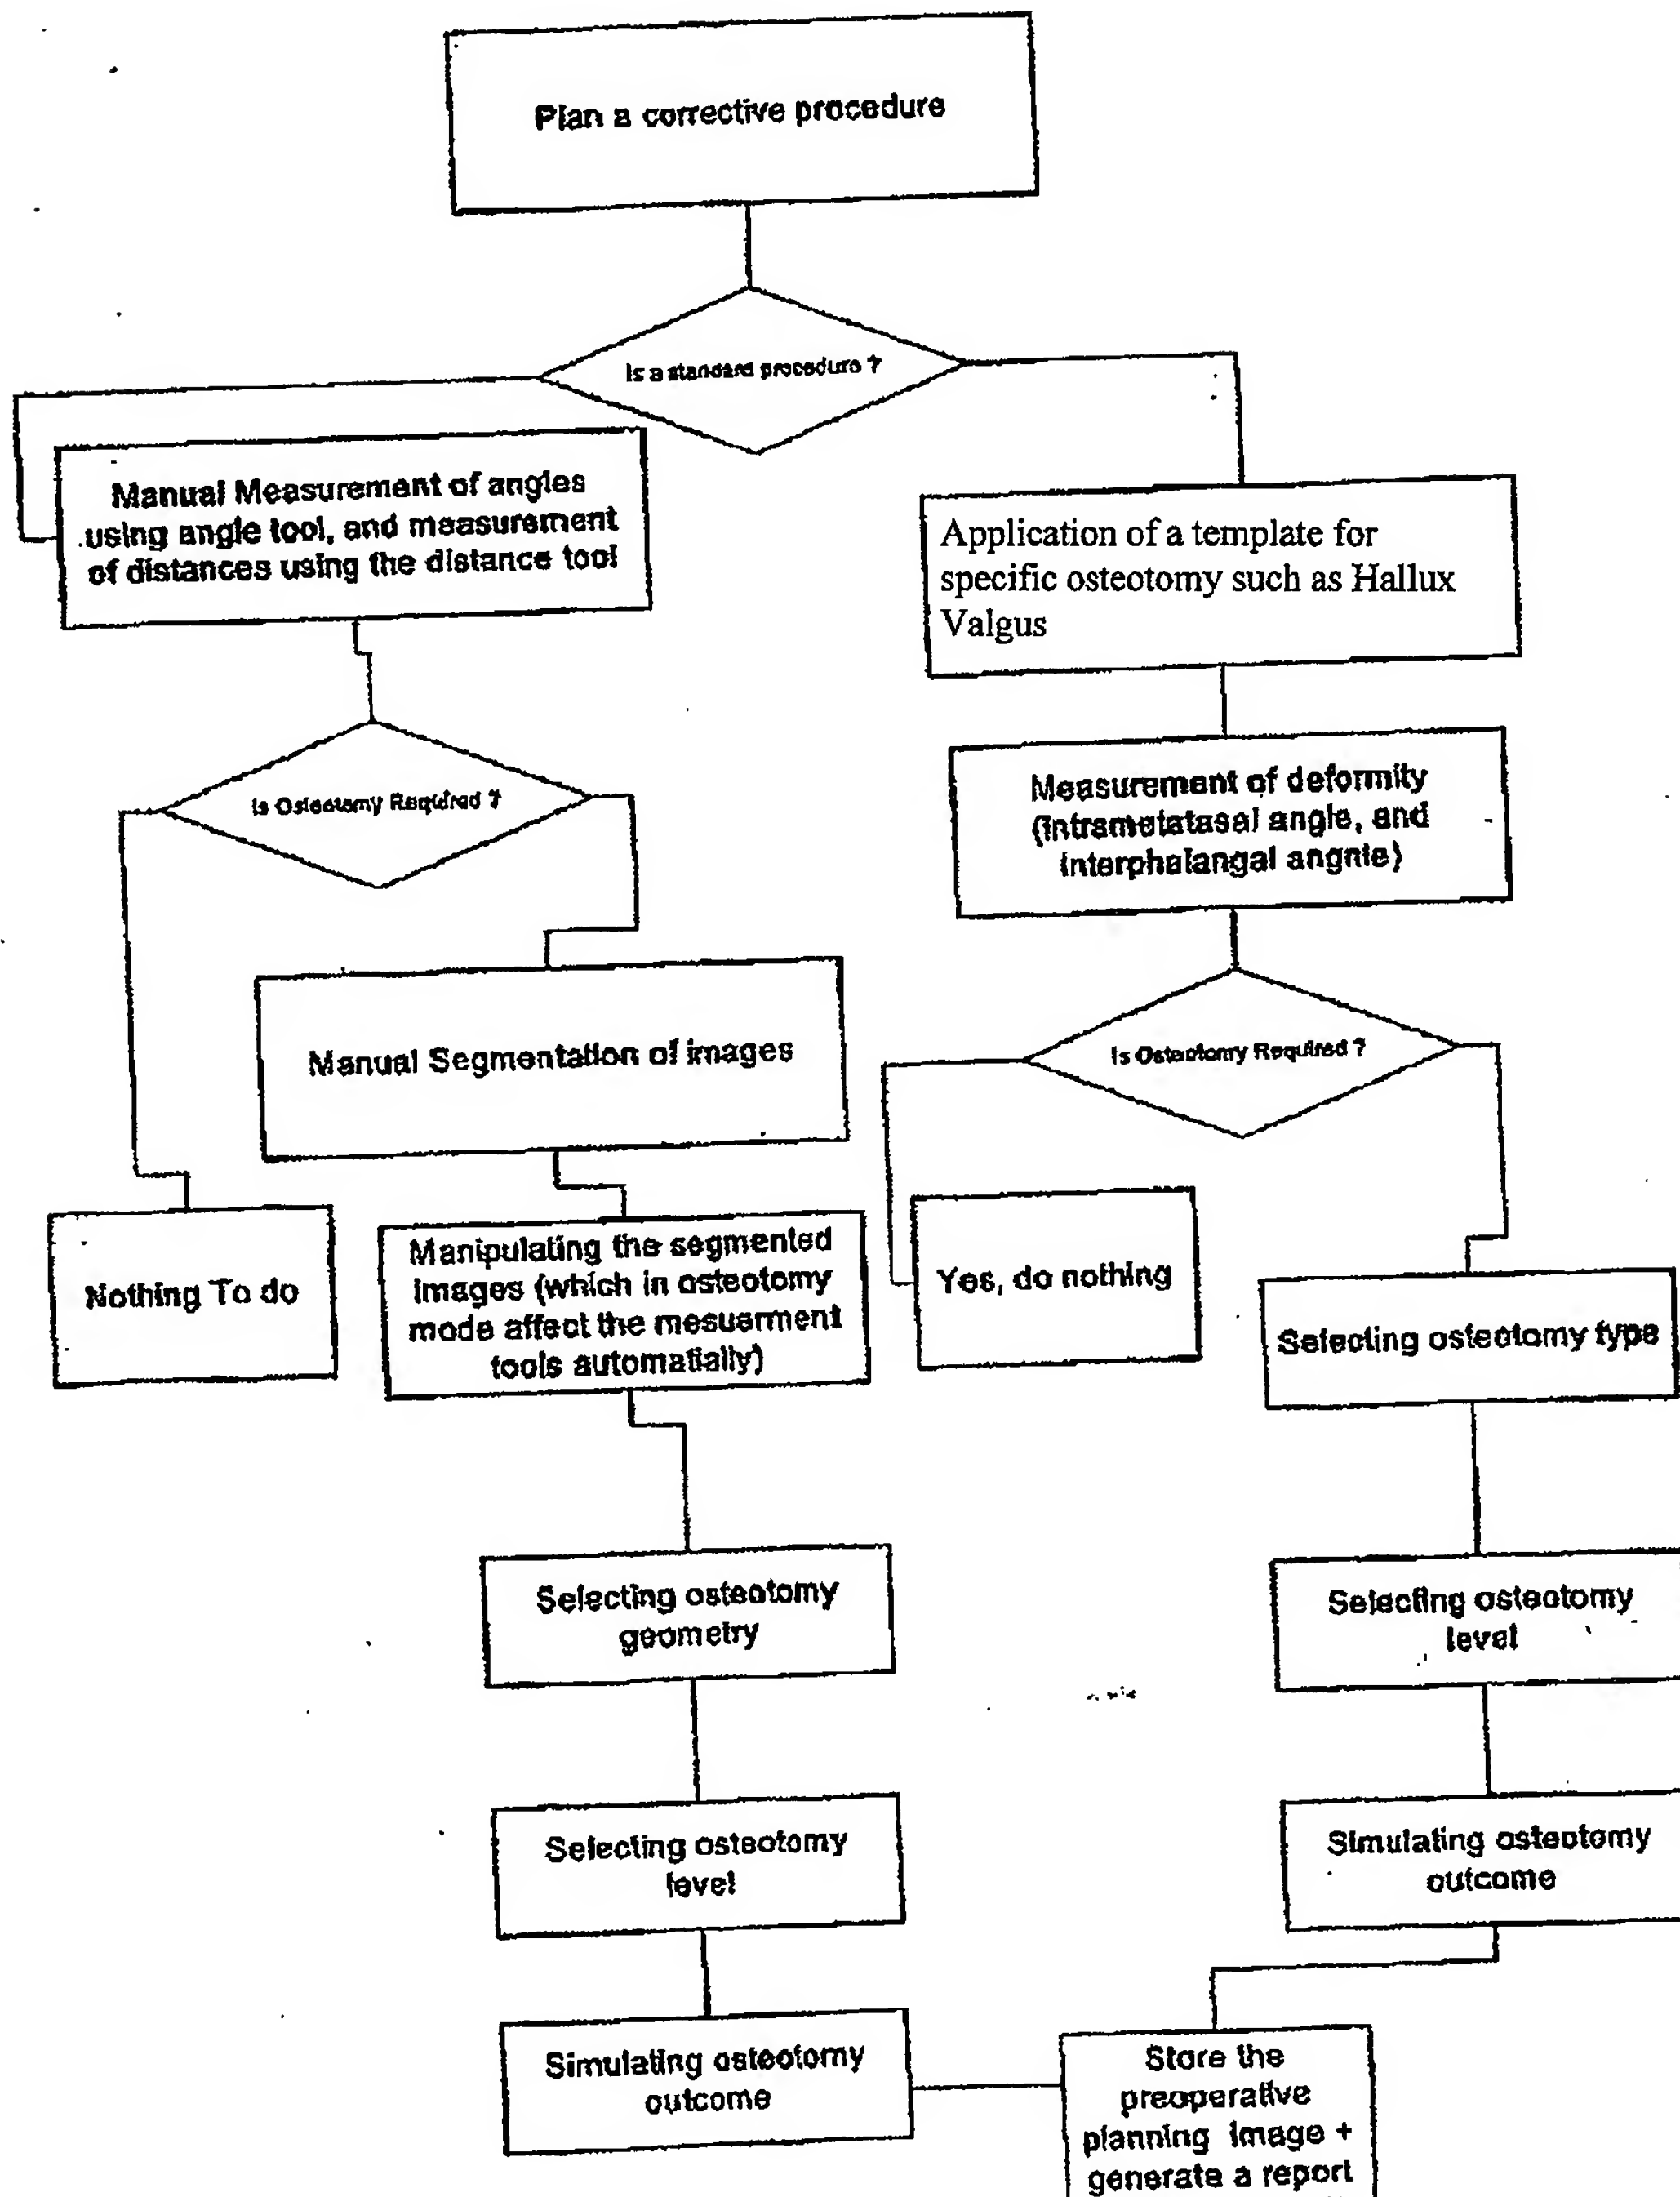 Plan a corrective procedure
Is a standard procedure ?
Manual Measurement of angles
using angle tool, and measurement
of distances using the distance tool
Application of a template for
specific osteotomy such as Hallux
Valgus
Is Osteotomy Required ?
Measurement of deformity
(intrametatasal angle, and
interphalangal angnle)
Manual Segmentation of images
Is Osteotomy Required ?
Nothing To do
Manipulating the segmented
images (which in osteotomy
mode affect the mesuarment
tools automatially)
Yes, do nothing
Selecting osteotomy type
Selecting osteotomy
geometry
Selecting osteotomy
level
Selecting osteotomy
level
Simulating osteotomy
outcome
Simulating osteotomy
outcome
Store the
preoperative
planning image +
generate a report